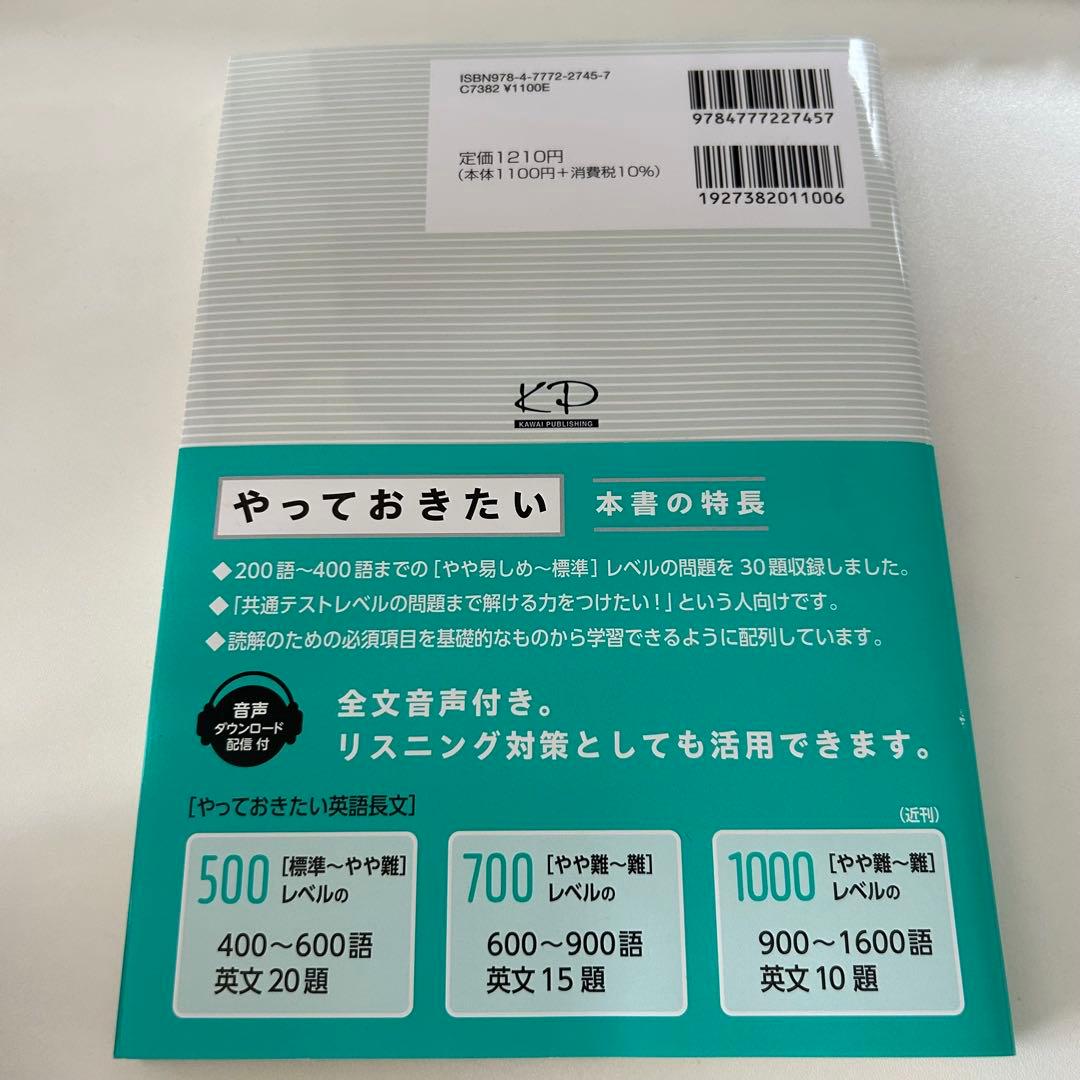 ISBN978-4-7772-2745-7
C7382 ¥1100E
9784777227457
定価1210円
(本体1100円+消費税10%)
1927382011006
KP
KAWAI PUBLISHING
やっておきたい
本書の特長
◆200語〜400語までの[やや易しめ〜標準]レベルの問題を30題収録しました。
◆「共通テストレベルの問題まで解ける力をつけたい!」という人向けです。
◆読解のための必須項目を基礎的なものから学習できるように配列しています。
音声
ダウンロード
配信付
全文音声付き。
リスニング対策としても活用できます。
[やっておきたい英語長文]
(近刊)
500 [標準〜やや難]
レベルの
400〜600語
英文20題
700 [やや難〜難]
レベルの
600〜900語
英文15題
1000 [やや難〜難]
レベルの
900〜1600語
英文10題